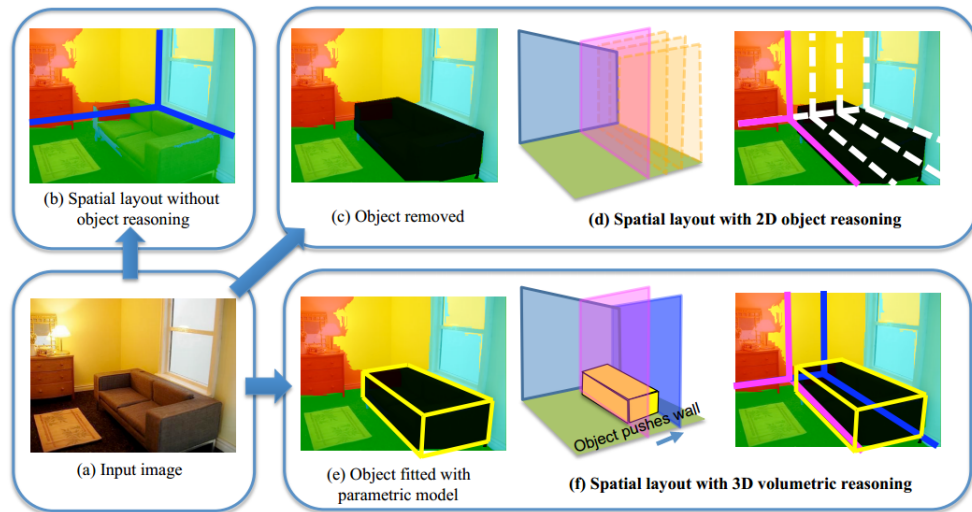 (b) Spatial layout without
object reasoning
(c) Object removed
(d) Spatial layout with 2D object reasoning
(a) Input image
(e) Object fitted with
parametric model
Object pushes wall
(f) Spatial layout with 3D volumetric reasoning